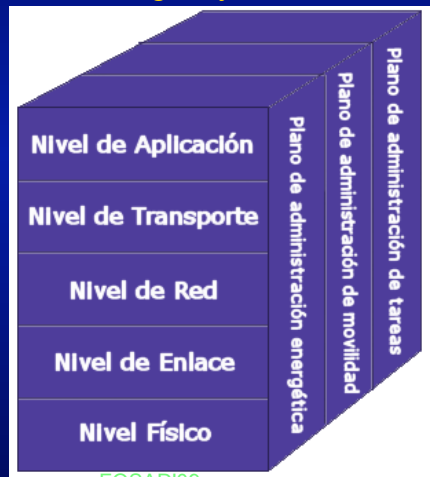 Nivel de Aplicación
Nivel de Transporte
Nivel de Red
Nivel de Enlace
Nivel Físico
Plano de administración energética
Plano de administración de movilidad
Plano de administración de tareas